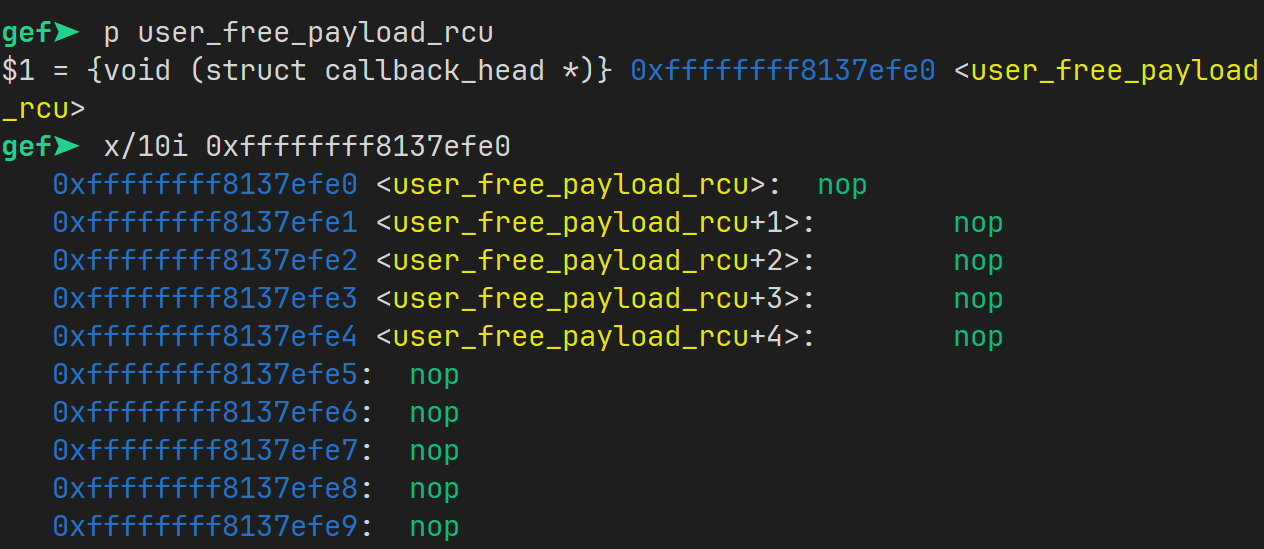 gef➤  p user_free_payload_rcu
$1 = {void (struct callback_head *)} 0xffffffff8137efe0 <user_free_payload
_rcu>
gef➤  x/10i 0xffffffff8137efe0
   0xffffffff8137efe0 <user_free_payload_rcu>:	nop
   0xffffffff8137efe1 <user_free_payload_rcu+1>:	nop
   0xffffffff8137efe2 <user_free_payload_rcu+2>:	nop
   0xffffffff8137efe3 <user_free_payload_rcu+3>:	nop
   0xffffffff8137efe4 <user_free_payload_rcu+4>:	nop
   0xffffffff8137efe5:	nop
   0xffffffff8137efe6:	nop
   0xffffffff8137efe7:	nop
   0xffffffff8137efe8:	nop
   0xffffffff8137efe9:	nop